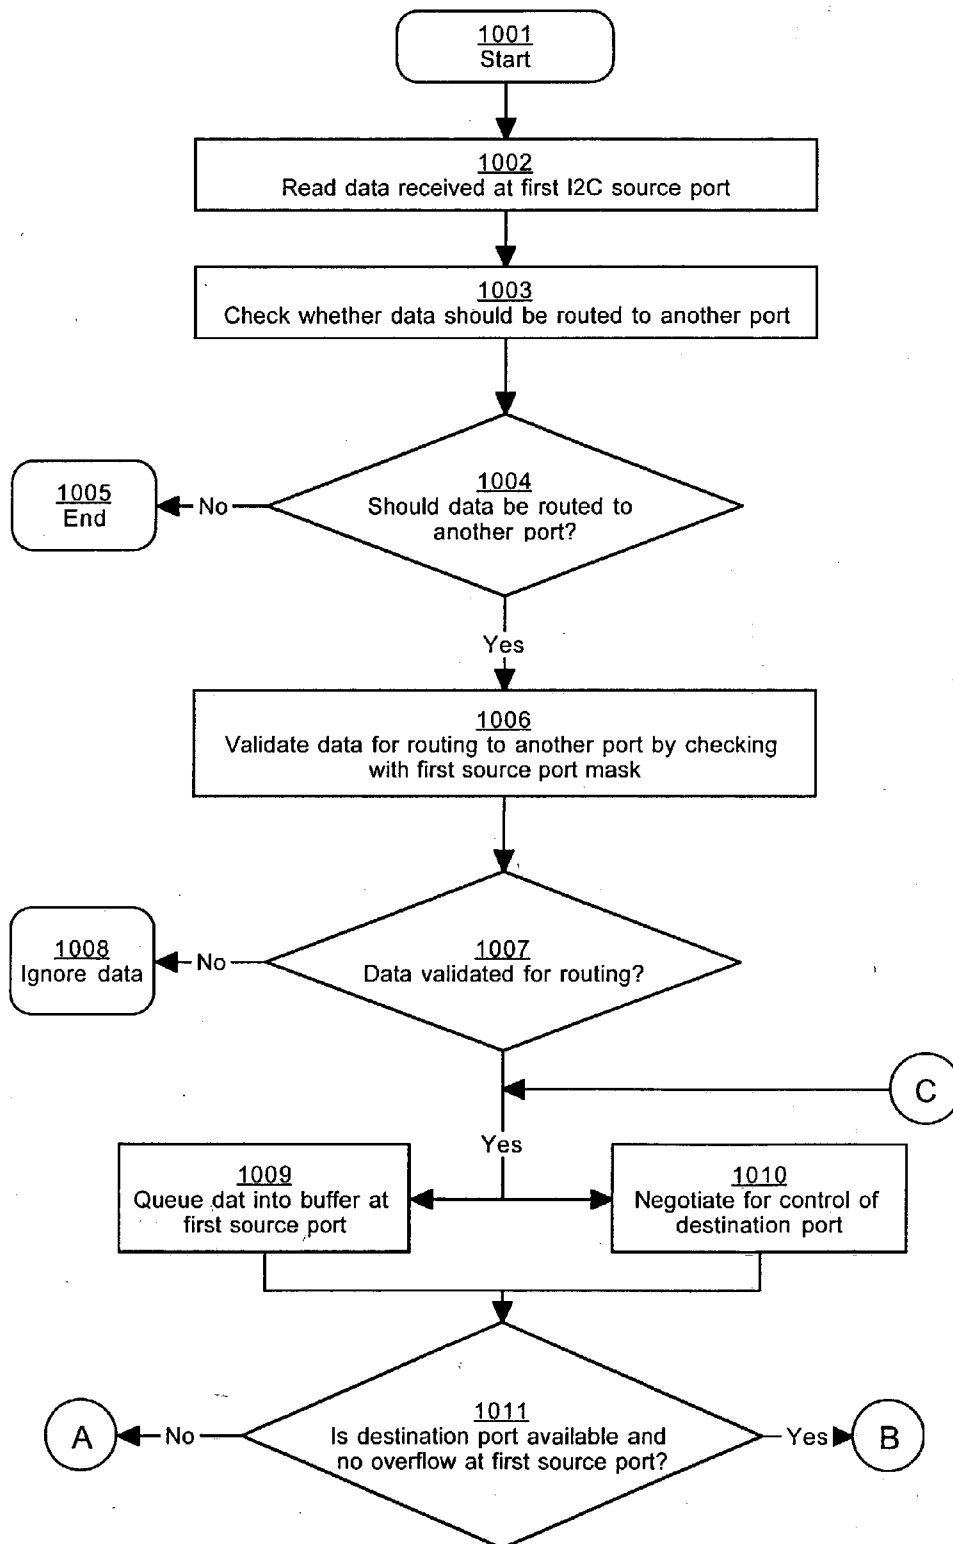 1001
Start
1002
Read data received at first I2C source port
1003
Check whether data should be routed to another port
1004
Should data be routed to
another port?
1005
End
No
Yes
1006
Validate data for routing to another port by checking
with first source port mask
1007
Data validated for routing?
1008
Ignore data
No
C
Yes
1009
Queue dat into buffer at
first source port
1010
Negotiate for control of
destination port
1011
Is destination port available and
no overflow at first source port?
A
No
Yes
B